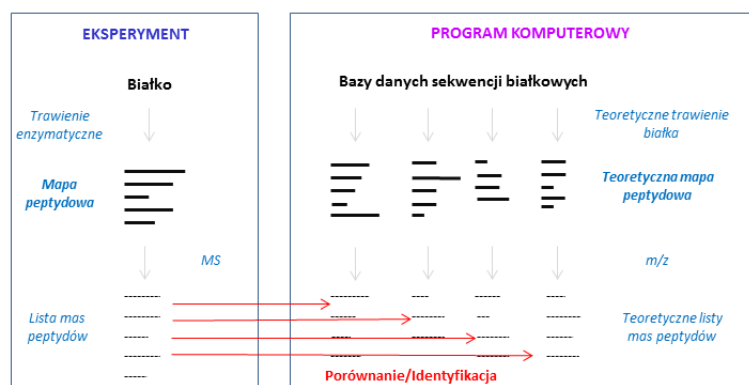 EKSPERYMENT
Białko
Trawienie
enzymatyczne
Mapa
peptydowa
MS
Lista mas
peptydów
PROGRAM KOMPUTEROWY
Bazy danych sekwencji białkowych
Teoretyczne trawienie
białka
Teoretyczna mapa
peptydowa
m/z
Teoretyczne listy
mas peptydów
Porównanie/Identyfikacja